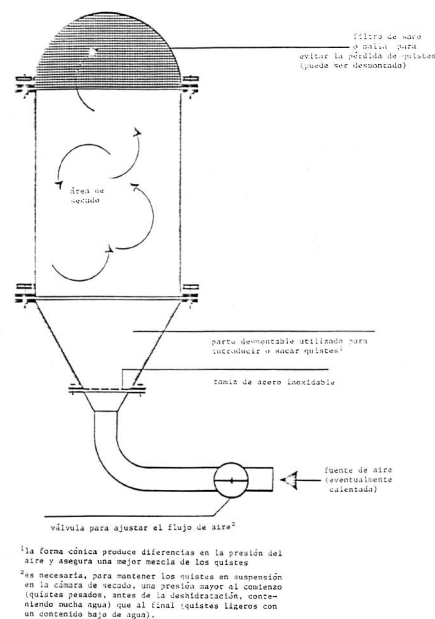 filtro de saro
o malla para
evitar la pérdida de quistes
(puede ser desmontado)
área de
secado
parte desmontable utilizada para
introducir o sacar quistes¹
tamiz de acero inoxidable
fuente de aire
(eventualmente
calentada)
válvula para ajustar el flujo de aire²
¹la forma cónica produce diferencias en la presión del
aire y asegura una mejor mezcla de los quistes
²es necesaria, para mantener los quistes en suspensión
en la cámara de secado, una presión mayor al comienzo
(quistes pesados, antes de la deshidratación, conte-
niendo mucha agua) que al final (quistes ligeros con
un contenido bajo de agua).